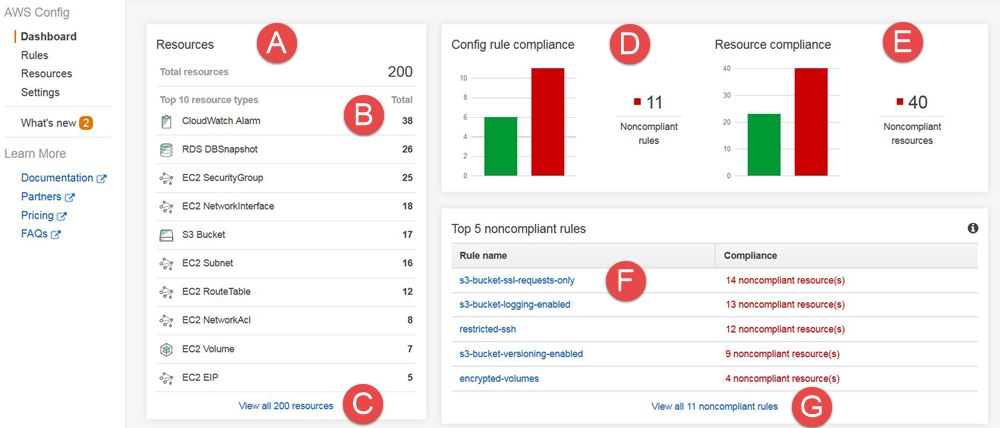 AWS Config
Dashboard
Rules
Resources
Settings
What's new 2
Learn More
Documentation
Partners
Pricing
FAQs
Resources A
Total resources 200
Top 10 resource types Total
B
CloudWatch Alarm 38
RDS DBSnapshot 26
EC2 SecurityGroup 25
EC2 NetworkInterface 18
S3 Bucket 17
EC2 Subnet 16
EC2 RouteTable 12
EC2 NetworkAcl 8
EC2 Volume 7
EC2 EIP 5
View all 200 resources C
Config rule compliance D
10
8
6
4
2
0
11
Noncompliant
rules
Resource compliance E
40
30
20
10
0
40
Noncompliant
resources
Top 5 noncompliant rules
Rule name Compliance
s3-bucket-ssl-requests-only F 14 noncompliant resource(s)
s3-bucket-logging-enabled 13 noncompliant resource(s)
restricted-ssh 12 noncompliant resource(s)
s3-bucket-versioning-enabled 9 noncompliant resource(s)
encrypted-volumes 4 noncompliant resource(s)
View all 11 noncompliant rules G